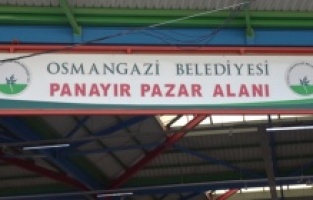 OSMANGAZİ BELEDİYESİ
PANAYIR PAZAR ALANI